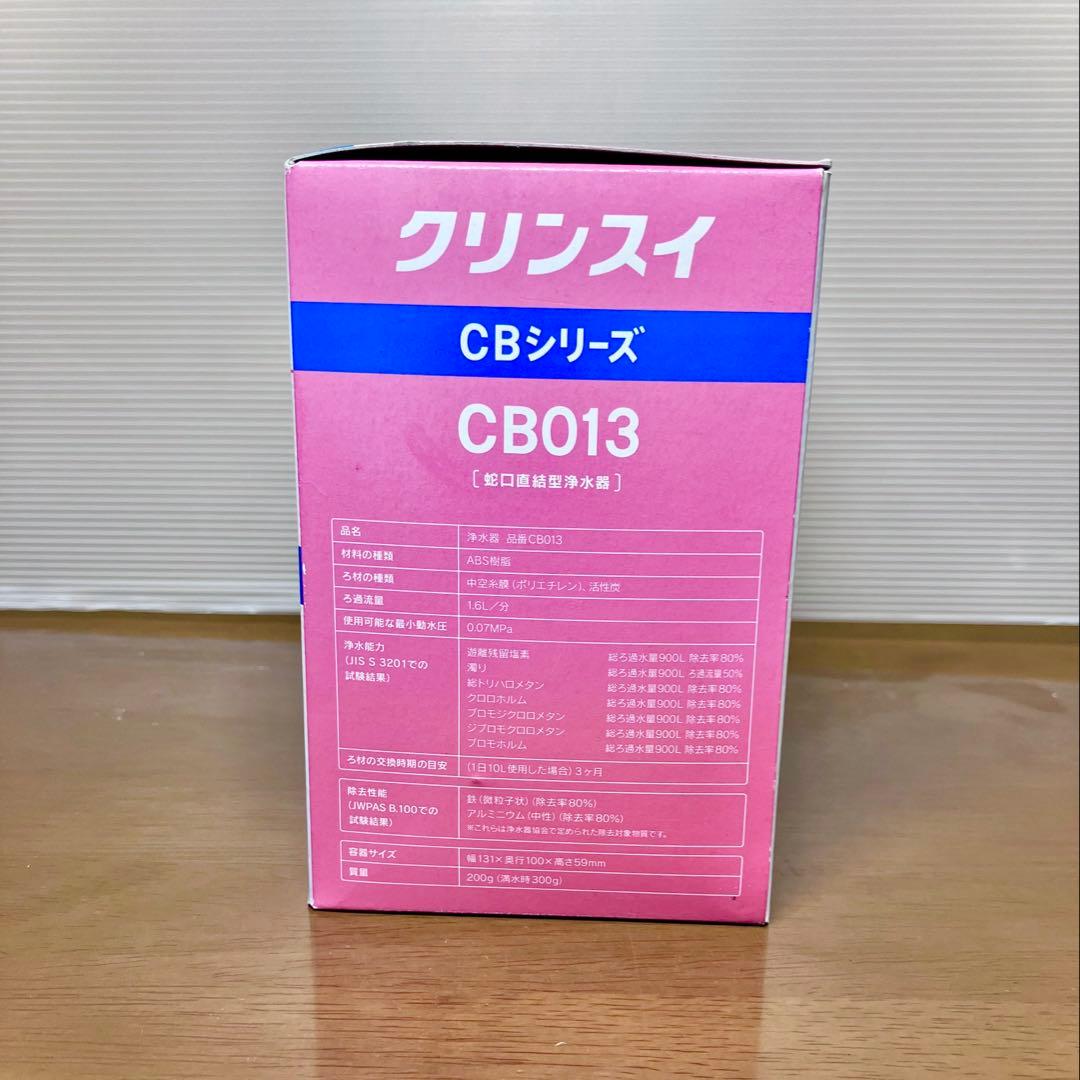 クリンスイ
CBシリーズ
CB013
［蛇口直結型浄水器］
品名 浄水器 品番CB013
材料の種類 ABS樹脂
ろ材の種類 中空糸膜（ポリエチレン）、活性炭
ろ過流量 1.6L／分
使用可能な最小動水圧 0.07MPa
浄水能力
（JIS S 3201での
試験結果）
遊離残留塩素 総ろ過水量900L 除去率80%
濁り 総ろ過水量900L ろ過流量50%
総トリハロメタン 総ろ過水量900L 除去率80%
クロロホルム 総ろ過水量900L 除去率80%
ブロモジクロロメタン 総ろ過水量900L 除去率80%
ジブロモクロロメタン 総ろ過水量900L 除去率80%
ブロモホルム 総ろ過水量900L 除去率80%
ろ材の交換時期の目安 （1日10L使用した場合）3ヶ月
除去性能
（JWPAS B.100での
試験結果）
鉄（微粒子状）（除去率80%）
アルミニウム（中性）（除去率80%）
※これらは浄水器協会で定められた除去対象物質です。
容器サイズ 幅131×奥行100×高さ59mm
質量 200g（満水時300g）